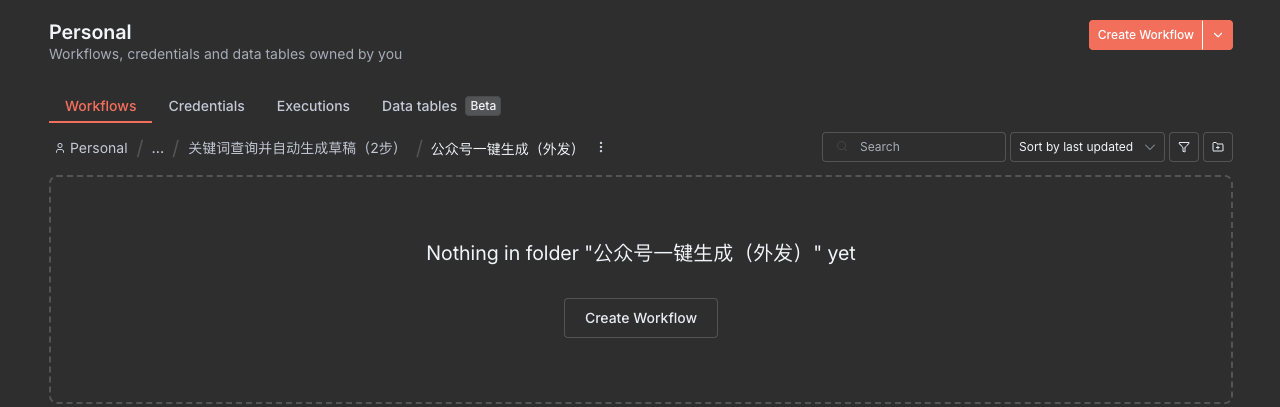 Personal
Create Workflow
Workflows, credentials and data tables owned by you
Workflows Credentials Executions Data tables Beta
Personal / ... / 关键词查询并自动生成草稿（2步） / 公众号一键生成（外发）
Search
Sort by last updated
Nothing in folder "公众号一键生成（外发）" yet
Create Workflow